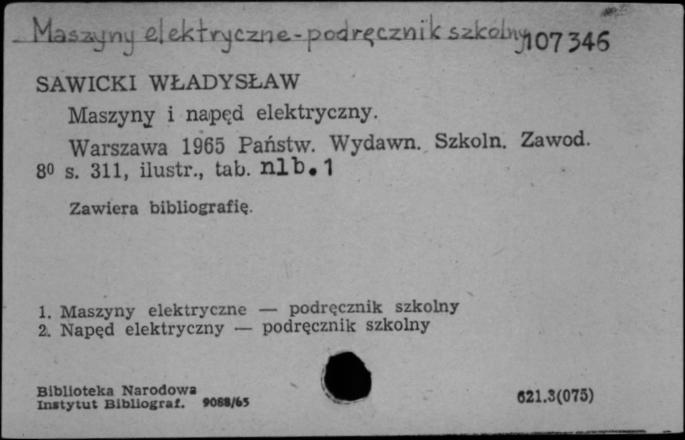 Maszyny elektryczne - podręcznik szkolny
107346
SAWICKI WŁADYSŁAW
Maszyny i napęd elektryczny.
Warszawa 1965 Państw. Wydawn. Szkoln. Zawod.
8⁰ s. 311, ilustr., tab. nlb. 1
Zawiera bibliografię.
1. Maszyny elektryczne — podręcznik szkolny
2. Napęd elektryczny — podręcznik szkolny
Biblioteka Narodowa
Instytut Bibliograf. 9088/65
621.3(075)